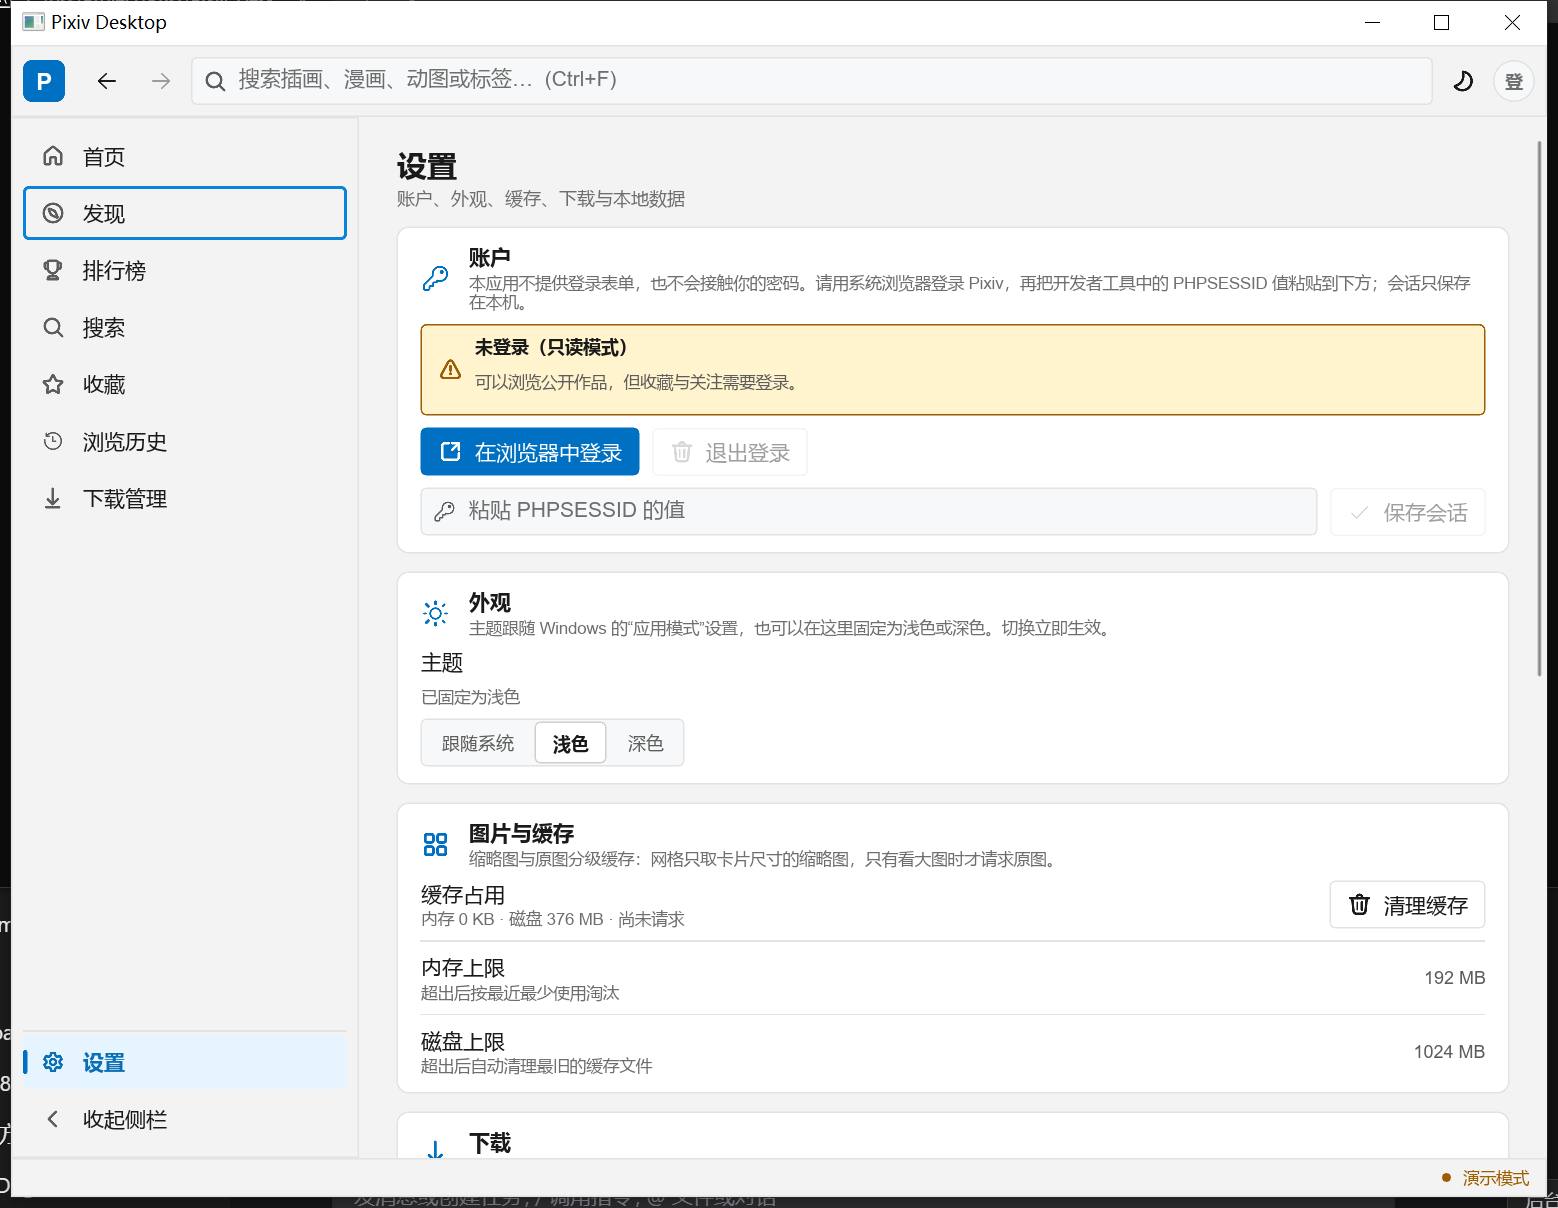 Pixiv Desktop
P
搜索插画、漫画、动图或标签… (Ctrl+F)
登
首页
发现
排行榜
搜索
收藏
浏览历史
下载管理
设置
收起侧栏
设置
账户、外观、缓存、下载与本地数据
账户
本应用不提供登录表单，也不会接触你的密码。请用系统浏览器登录 Pixiv，再把开发者工具中的 PHPSESSID 值粘贴到下方；会话只保存
在本机。
未登录（只读模式）
可以浏览公开作品，但收藏与关注需要登录。
在浏览器中登录
退出登录
粘贴 PHPSESSID 的值
保存会话
外观
主题跟随 Windows 的“应用模式”设置，也可以在这里固定为浅色或深色。切换立即生效。
主题
已固定为浅色
跟随系统
浅色
深色
图片与缓存
缩略图与原图分级缓存：网格只取卡片尺寸的缩略图，只有看大图时才请求原图。
缓存占用
内存 0 KB · 磁盘 376 MB · 尚未请求
清理缓存
内存上限
超出后按最近最少使用淘汰
192 MB
磁盘上限
超出后自动清理最旧的缓存文件
1024 MB
下载
演示模式